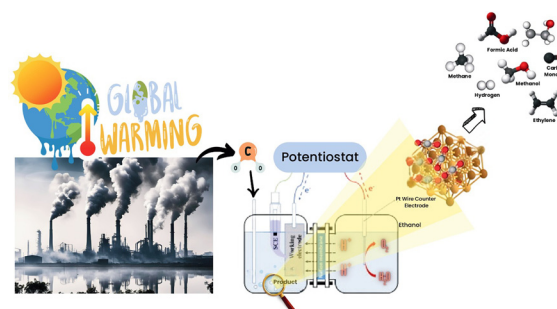 GLOBAL
WARMING
C
O
O
Potentiostat
e⁻
e⁻
SCE
Working
electrode
Product
Pt Wire Counter
Electrode
Ethanol
Formic Acid
Methane
Hydrogen
Methanol
Ethylene